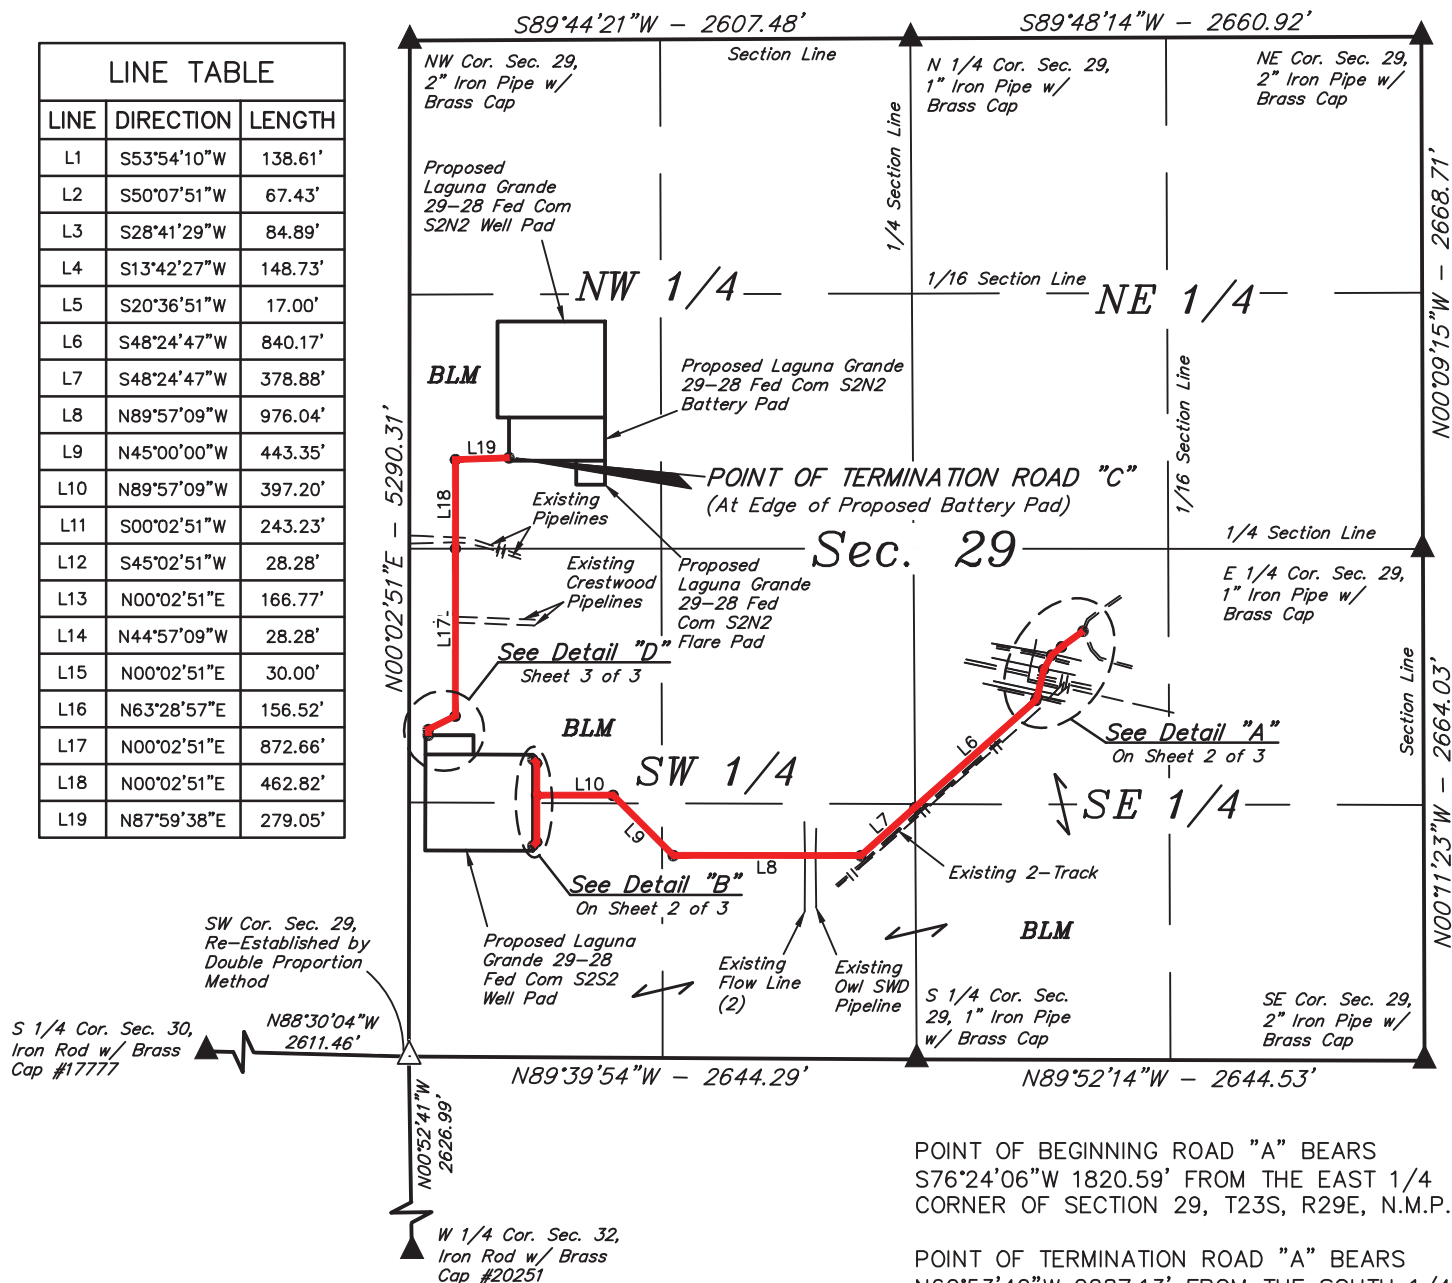 S89°44'21"W - 2607.48'
S89°48'14"W - 2660.92'
LINE TABLE
LINE DIRECTION LENGTH
L1 S53°54'10"W 138.61'
L2 S50°07'51"W 67.43'
L3 S28°41'29"W 84.89'
L4 S13°42'27"W 148.73'
L5 S20°36'51"W 17.00'
L6 S48°24'47"W 840.17'
L7 S48°24'47"W 378.88'
L8 N89°57'09"W 976.04'
L9 N45°00'00"W 443.35'
L10 N89°57'09"W 397.20'
L11 S00°02'51"W 243.23'
L12 S45°02'51"W 28.28'
L13 N00°02'51"E 166.77'
L14 N44°57'09"W 28.28'
L15 N00°02'51"E 30.00'
L16 N63°28'57"E 156.52'
L17 N00°02'51"E 872.66'
L18 N00°02'51"E 462.82'
L19 N87°59'38"E 279.05'
NW Cor. Sec. 29,
2" Iron Pipe w/
Brass Cap
Section Line
N 1/4 Cor. Sec. 29,
1" Iron Pipe w/
Brass Cap
NE Cor. Sec. 29,
2" Iron Pipe w/
Brass Cap
1/4 Section Line
Proposed
Laguna Grande
29-28 Fed Com
S2N2 Well Pad
N00°09'15"W - 2668.71'
NW 1/4
1/16 Section Line
NE 1/4
BLM
Proposed Laguna Grande
29-28 Fed Com S2N2
Battery Pad
1/16 Section Line
N00°02'51"E - 5290.31'
L19
L18
POINT OF TERMINATION ROAD "C"
(At Edge of Proposed Battery Pad)
Existing
Pipelines
Sec. 29
1/4 Section Line
Existing
Crestwood
Pipelines
Proposed
Laguna Grande
29-28 Fed
Com S2N2
Flare Pad
E 1/4 Cor. Sec. 29,
1" Iron Pipe w/
Brass Cap
L17
See Detail "D"
Sheet 3 of 3
BLM
SW 1/4
L10
L9
L8
L7
L6
See Detail "A"
On Sheet 2 of 3
Section Line
N00°11'23"W - 2664.03'
SE 1/4
Existing 2-Track
See Detail "B"
On Sheet 2 of 3
BLM
SW Cor. Sec. 29,
Re-Established by
Double Proportion
Method
Proposed Laguna
Grande 29-28
Fed Com S2S2
Well Pad
Existing
Flow Line
(2)
Existing
Owl SWD
Pipeline
S 1/4 Cor. Sec.
29, 1" Iron Pipe
w/ Brass Cap
SE Cor. Sec. 29,
2" Iron Pipe w/
Brass Cap
S 1/4 Cor. Sec. 30,
Iron Rod w/ Brass
Cap #17777
N88°30'04"W
2611.46'
N89°39'54"W - 2644.29'
N89°52'14"W - 2644.53'
N00°52'41"W
2626.99'
W 1/4 Cor. Sec. 32,
Iron Rod w/ Brass
Cap #20251
POINT OF BEGINNING ROAD "A" BEARS
S76°24'06"W 1820.59' FROM THE EAST 1/4
CORNER OF SECTION 29, T23S, R29E, N.M.P.
POINT OF TERMINATION ROAD "A" BEARS